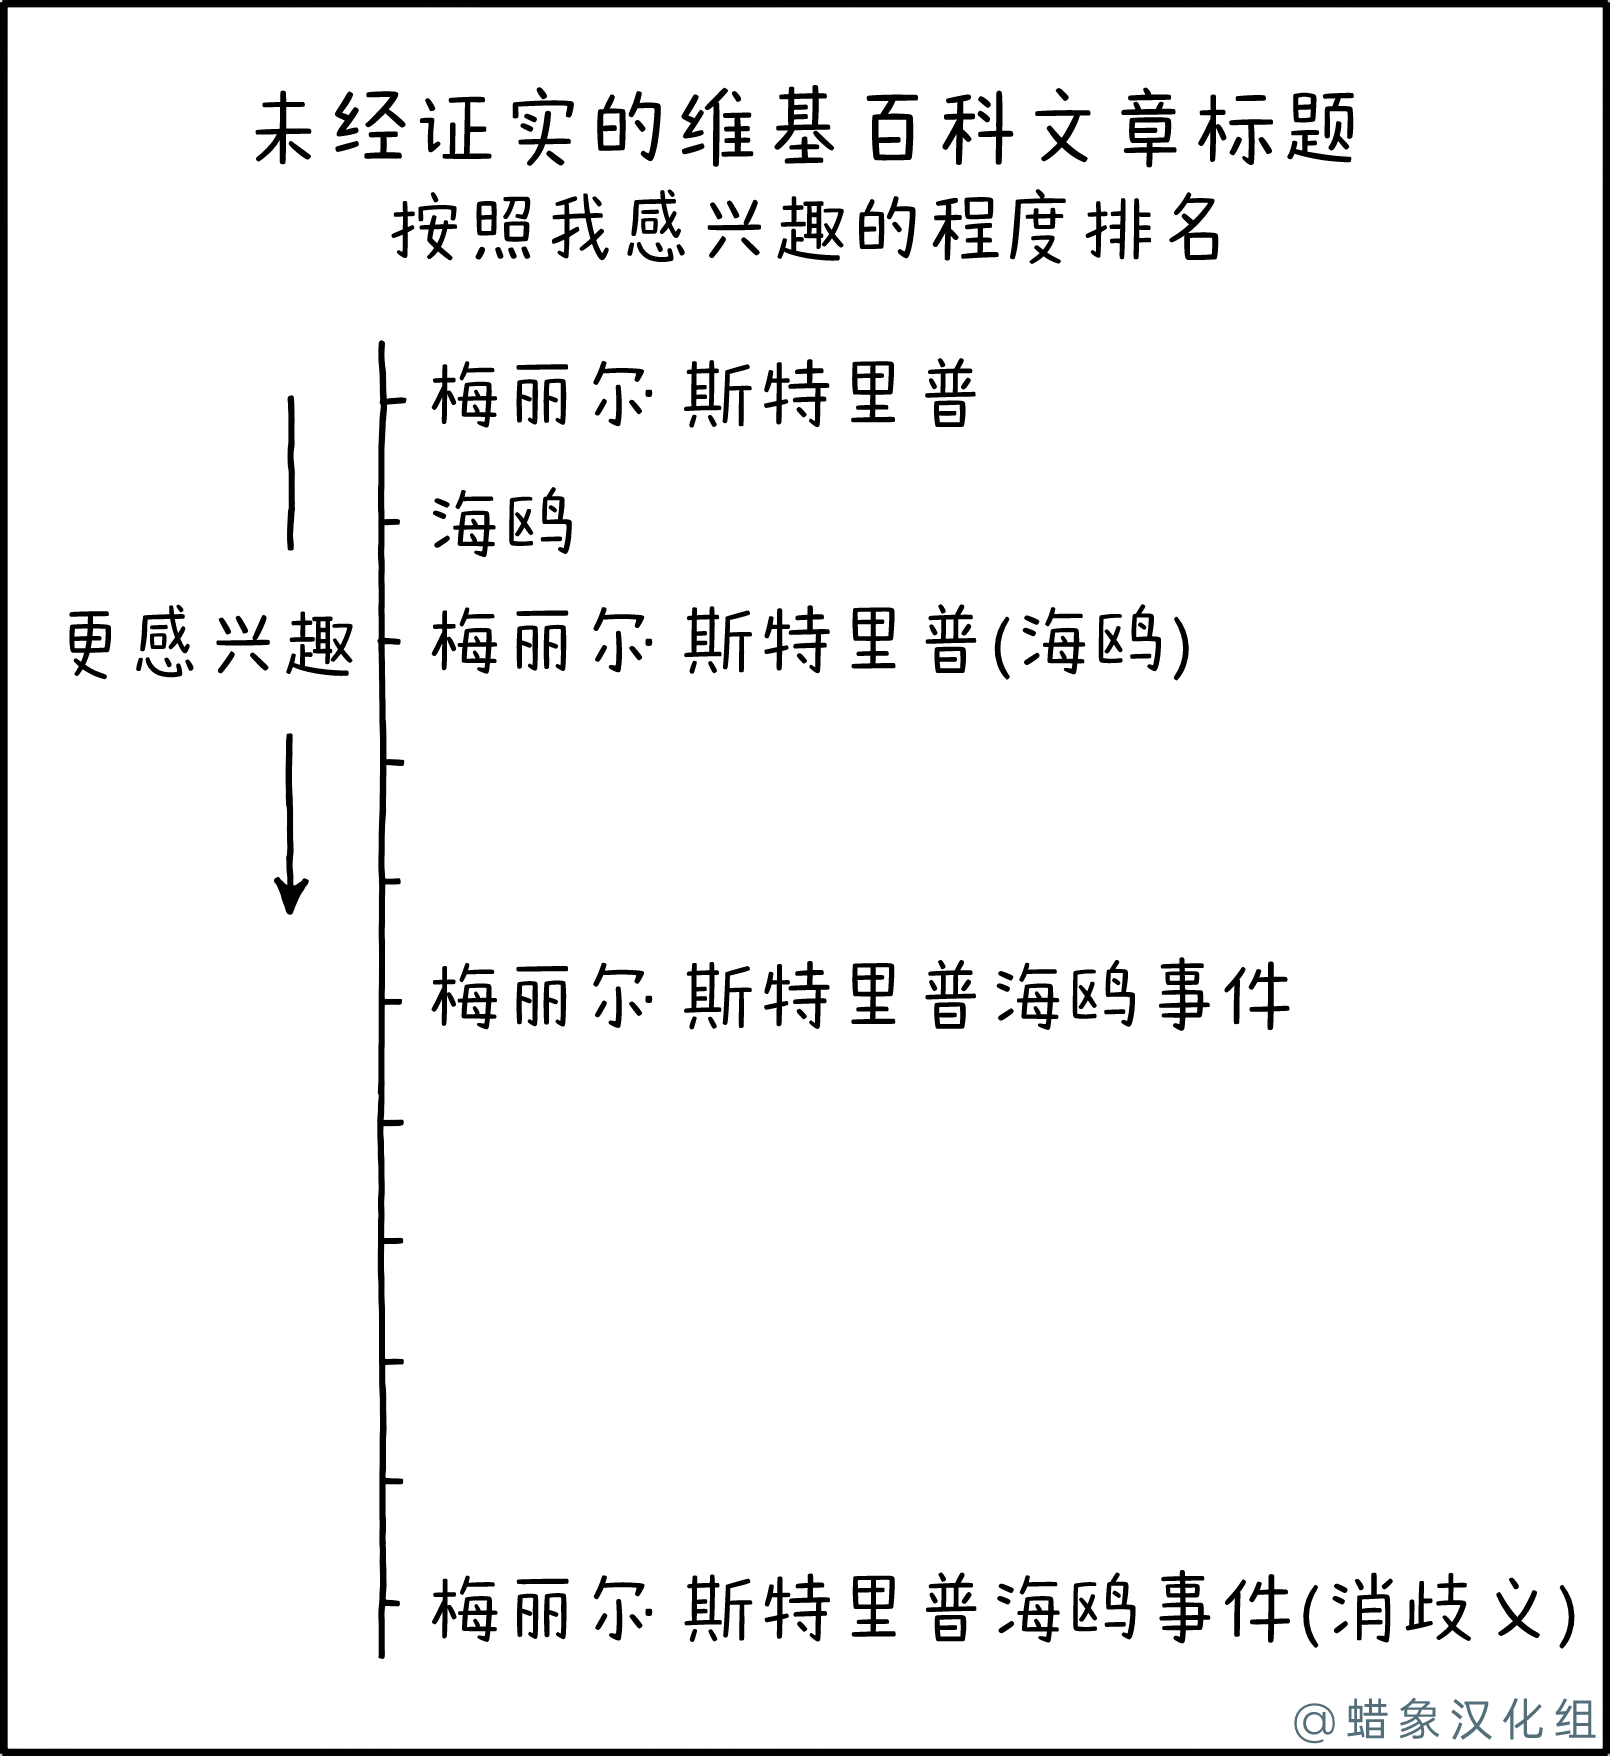 未经证实的维基百科文章标题
按照我感兴趣的程度排名
梅丽尔·斯特里普
海鸥
更感兴趣
梅丽尔·斯特里普(海鸥)
梅丽尔·斯特里普海鸥事件
梅丽尔·斯特里普海鸥事件(消歧义)
@蜡象汉化组